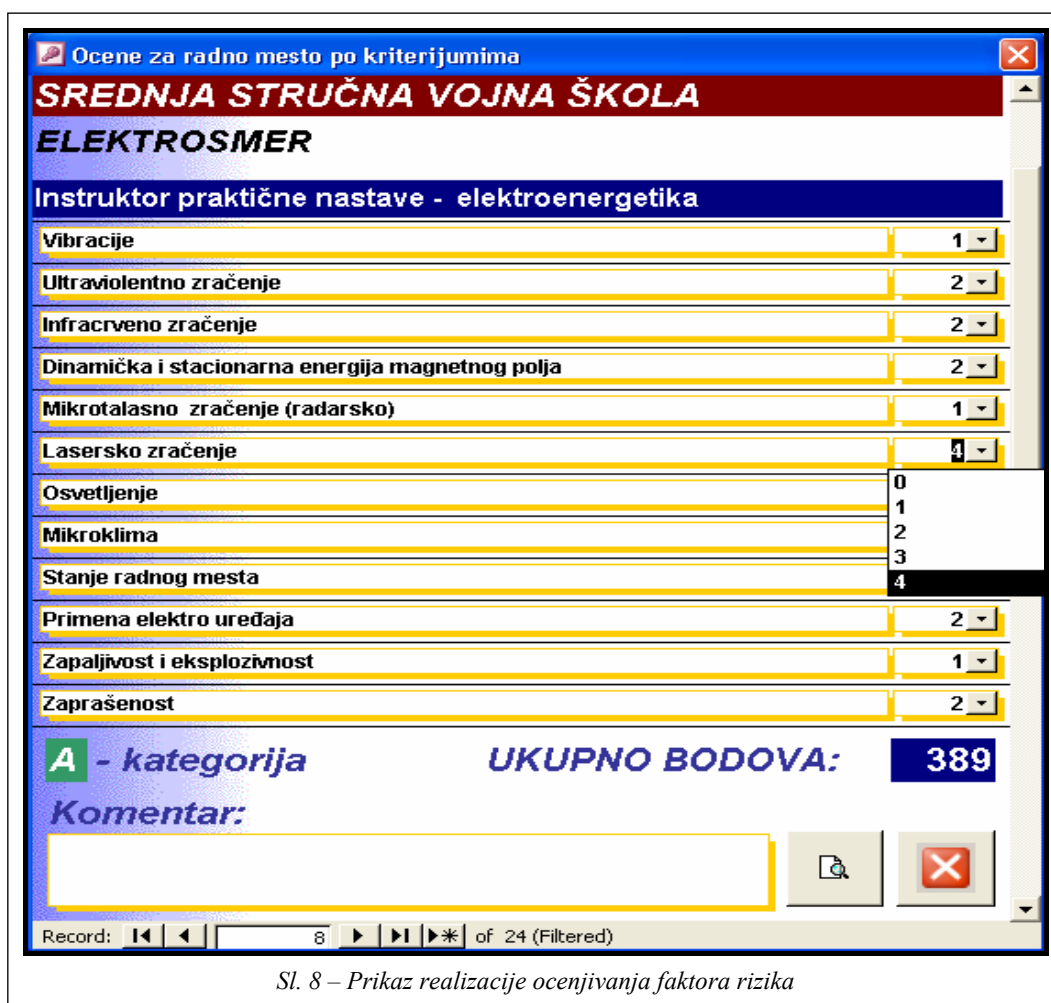 Ocene za radno mesto po kriterijumima
SREDNJA STRUČNA VOJNA ŠKOLA
ELEKTROSMER
Instruktor praktične nastave - elektroenergetika
Vibracije 1
Ultraviolentno zračenje 2
Infracrveno zračenje 2
Dinamička i stacionarna energija magnetnog polja 2
Mikrotalasno zračenje (radarsko) 1
Lasersko zračenje 4
0
Osvetljenje
1
Mikroklima 2
3
Stanje radnog mesta 4
Primena elektro uređaja 2
Zapaljivost i eksplozivnost 1
Zaprašenost 2
A - kategorija UKUPNO BODOVA: 389
Komentar:
Record: 8 of 24 (Filtered)
Sl. 8 – Prikaz realizacije ocenjivanja faktora rizika